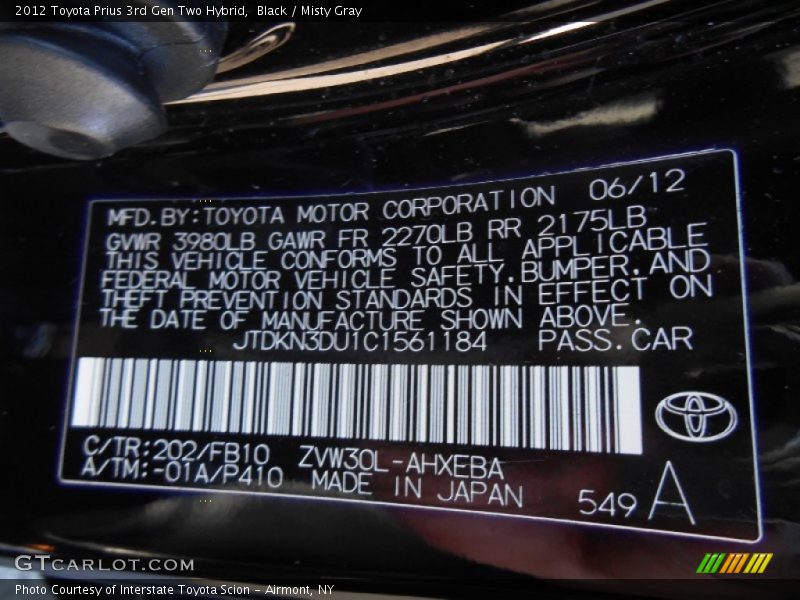 2012 Toyota Prius 3rd Gen Two Hybrid,  Black / Misty Gray
MFD.BY:TOYOTA MOTOR CORPORATION 06/12
GVWR 3980LB GAWR FR 2270LB RR 2175LB
THIS VEHICLE CONFORMS TO ALL APPLICABLE
FEDERAL MOTOR VEHICLE SAFETY.BUMPER.AND
THEFT PREVENTION STANDARDS IN EFFECT ON
THE DATE OF MANUFACTURE SHOWN ABOVE.
JTDKN3DU1C1561184 PASS.CAR
C/TR:202/FB10 ZVW30L-AHXEBA
A/TM:-01A/P410 MADE IN JAPAN 549 A
GTCARLOT.COM
Photo Courtesy of Interstate Toyota Scion - Airmont, NY